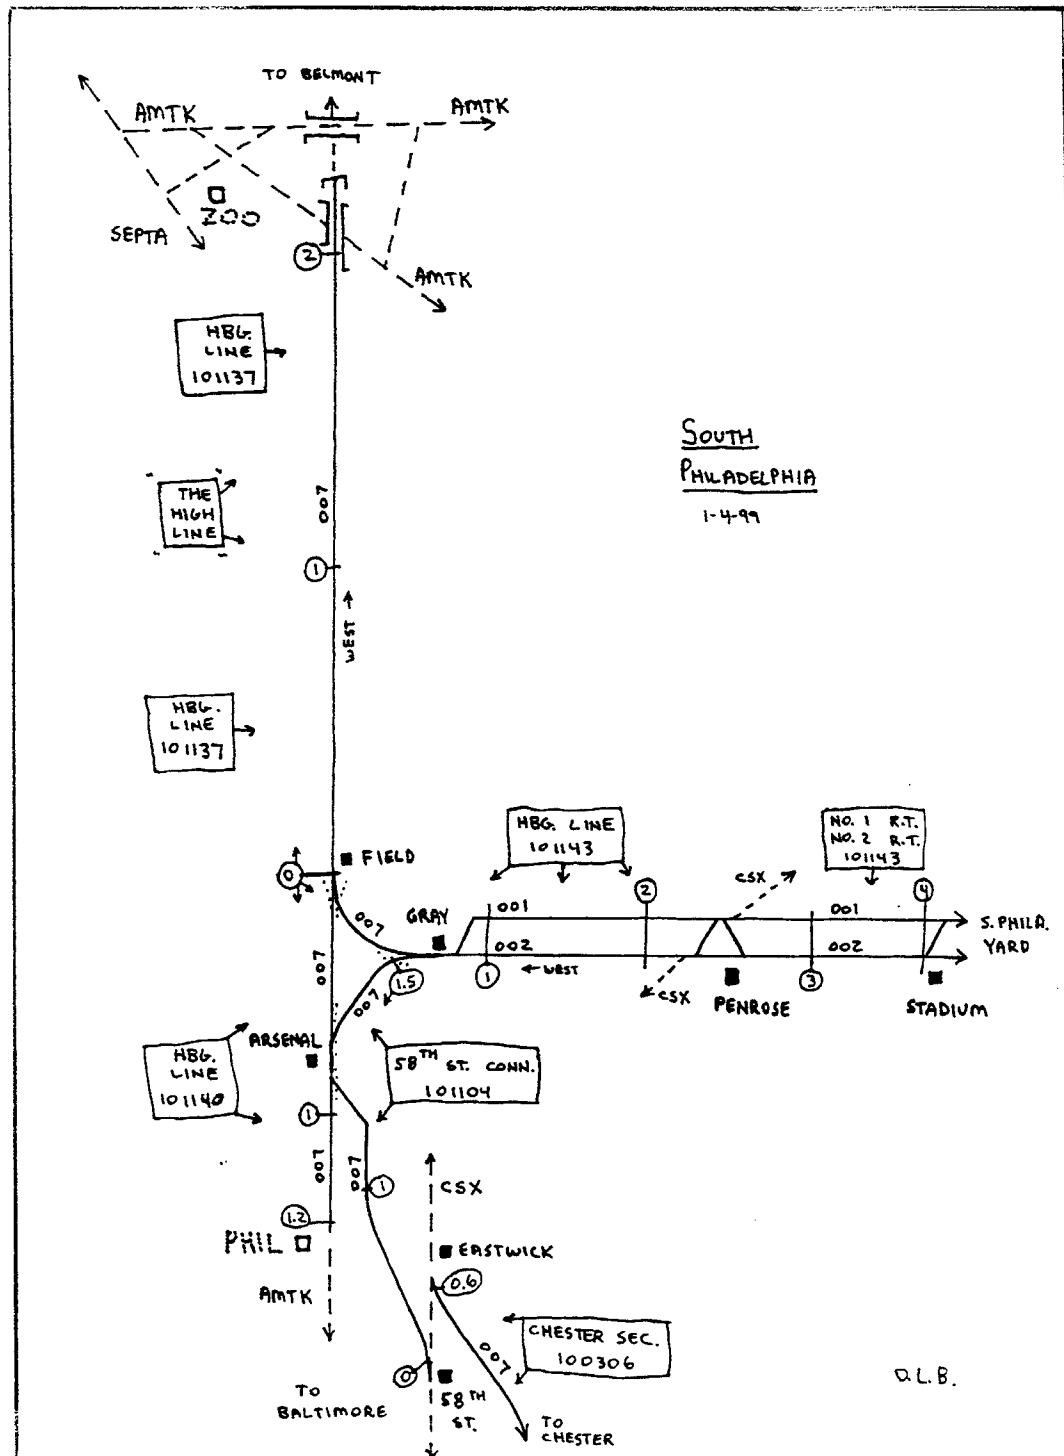 TO BELMONT
AMTK
AMTK
ZOO
SEPTA
2
AMTK
HBG.
LINE
101137
SOUTH
PHILADELPHIA
1-4-99
THE
HIGH
LINE
007
1
WEST
HBG.
LINE
101137
HBG. LINE
101143
NO. 1 R.T.
NO. 2 R.T.
101143
FIELD
0
2
CSX
4
GRAY
001
001
S. PHILA.
YARD
007
002
002
007
1.5
1
WEST
CSX
3
PENROSE
STADIUM
007
ARSENAL
HBG.
LINE
101140
58TH ST. CONN.
101104
1
007
007
1
CSX
1.2
PHIL
EASTWICK
0.6
AMTK
CHESTER SEC.
100306
007
0
TO
BALTIMORE
58TH
ST.
TO
CHESTER
D.L.B.